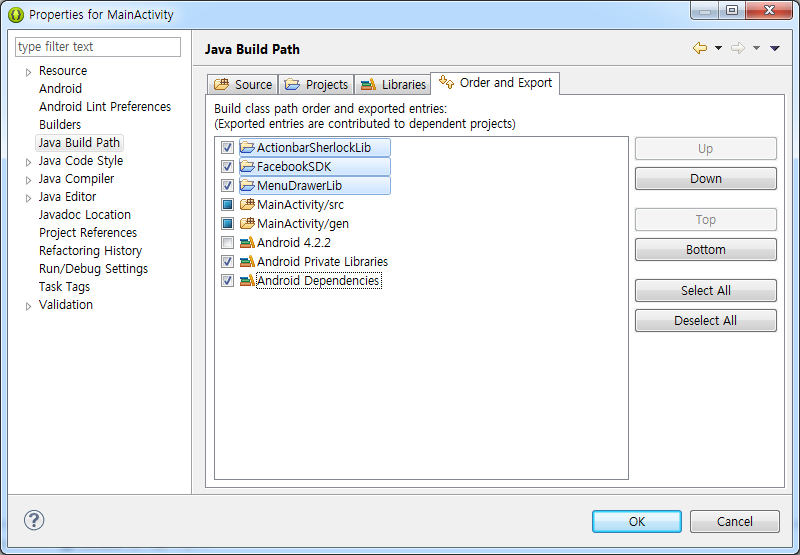 Properties for MainActivity
type filter text
Resource
Android
Android Lint Preferences
Builders
Java Build Path
Java Code Style
Java Compiler
Java Editor
Javadoc Location
Project References
Refactoring History
Run/Debug Settings
Task Tags
Validation
Java Build Path
Source
Projects
Libraries
Order and Export
Build class path order and exported entries:
(Exported entries are contributed to dependent projects)
ActionbarSherlockLib
FacebookSDK
MenuDrawerLib
MainActivity/src
MainActivity/gen
Android 4.2.2
Android Private Libraries
Android Dependencies
Up
Down
Top
Bottom
Select All
Deselect All
?
OK
Cancel